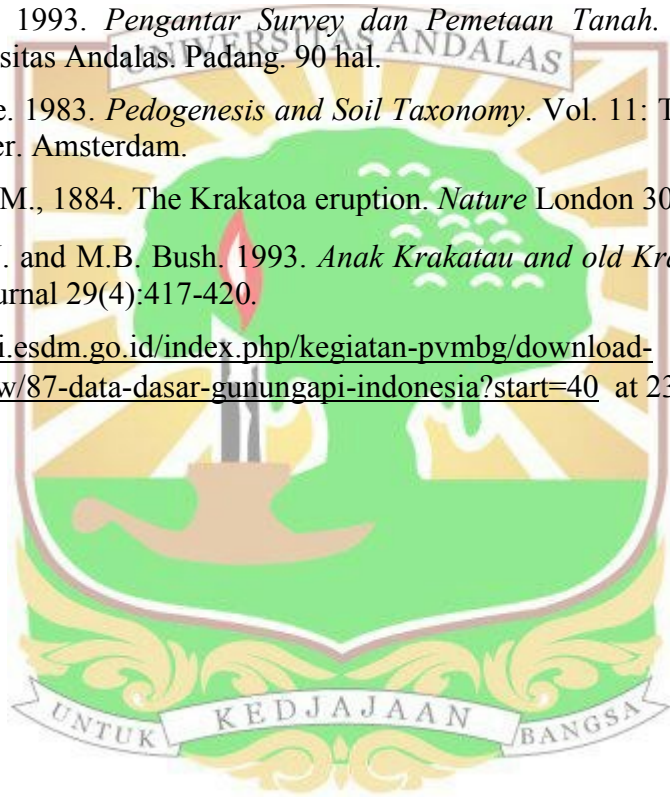 1993. Pengantar Survey dan Pemetaan Tanah.
UNIVERSITAS ANDALAS
sitas Andalas. Padang. 90 hal.
e. 1983. Pedogenesis and Soil Taxonomy. Vol. 11: T
er. Amsterdam.
M., 1884. The Krakatoa eruption. Nature London 30
. and M.B. Bush. 1993. Anak Krakatau and old Kra
urnal 29(4):417-420.
i.esdm.go.id/index.php/kegiatan-pvmbg/download-
w/87-data-dasar-gunungapi-indonesia?start=40 at 23
UNTUK KEDJAJAAN BANGSA